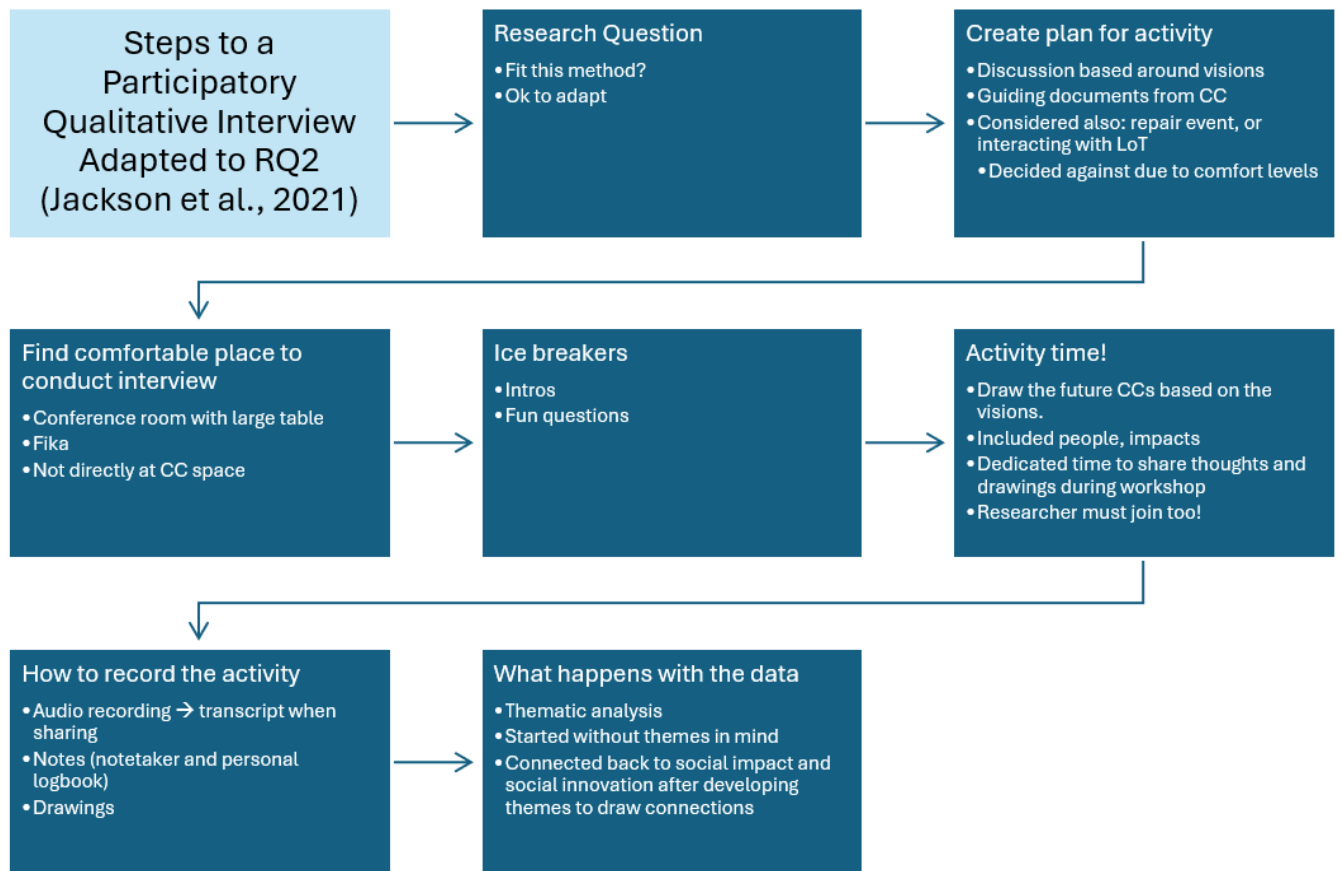 Steps to a
Participatory
Qualitative Interview
Adapted to RQ2
(Jackson et al., 2021)
Research Question
•Fit this method?
•Ok to adapt
Create plan for activity
•Discussion based around visions
•Guiding documents from CC
•Considered also: repair event, or
interacting with LoT
•Decided against due to comfort levels
Find comfortable place to
conduct interview
•Conference room with large table
•Fika
•Not directly at CC space
Ice breakers
•Intros
•Fun questions
Activity time!
•Draw the future CCs based on the
visions.
•Included people, impacts
•Dedicated time to share thoughts and
drawings during workshop
•Researcher must join too!
How to record the activity
•Audio recording → transcript when
sharing
•Notes (notetaker and personal
logbook)
•Drawings
What happens with the data
•Thematic analysis
•Started without themes in mind
•Connected back to social impact and
social innovation after developing
themes to draw connections